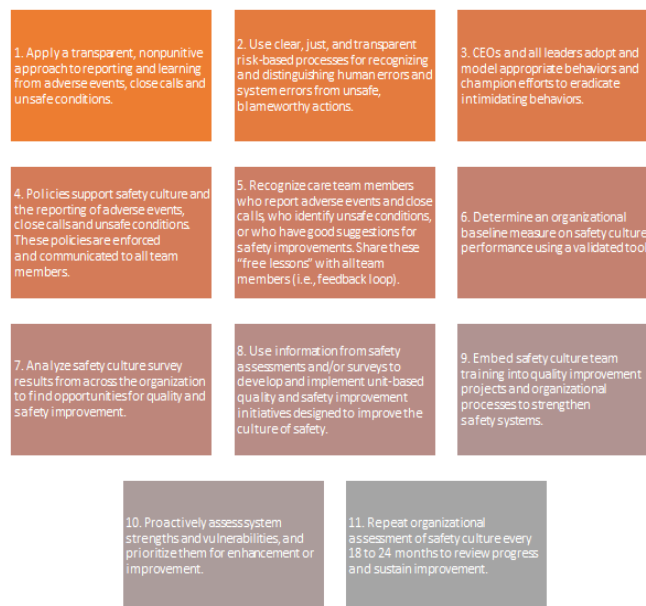 1. Apply a transparent, nonpunitive
approach to reporting and learning
from adverse events, close calls and
unsafe conditions.
2. Use clear, just, and transparent
risk-based processes for recognizing
and distinguishing human errors and
system errors from unsafe,
blameworthy actions.
3. CEOs and all leaders adopt and
model appropriate behaviors and
champion efforts to eradicate
intimidating behaviors.
4. Policies support safety culture and
the reporting of adverse events,
close calls and unsafe conditions.
These policies are enforced
and communicated to all team
members.
5. Recognize care team members
who report adverse events and close
calls, who identify unsafe conditions,
or who have good suggestions for
safety improvements. Share these
“free lessons” with all team
members (i.e., feedback loop).
6. Determine an organizational
baseline measure on safety culture
performance using a validated tool
7. Analyze safety culture survey
results from across the organization
to find opportunities for quality and
safety improvement.
8. Use information from safety
assessments and/or surveys to
develop and implement unit-based
quality and safety improvement
initiatives designed to improve the
culture of safety.
9. Embed safety culture team
training into quality improvement
projects and organizational
processes to strengthen
safety systems.
10. Proactively assess system
strengths and vulnerabilities, and
prioritize them for enhancement or
improvement.
11. Repeat organizational
assessment of safety culture every
18 to 24 months to review progress
and sustain improvement.